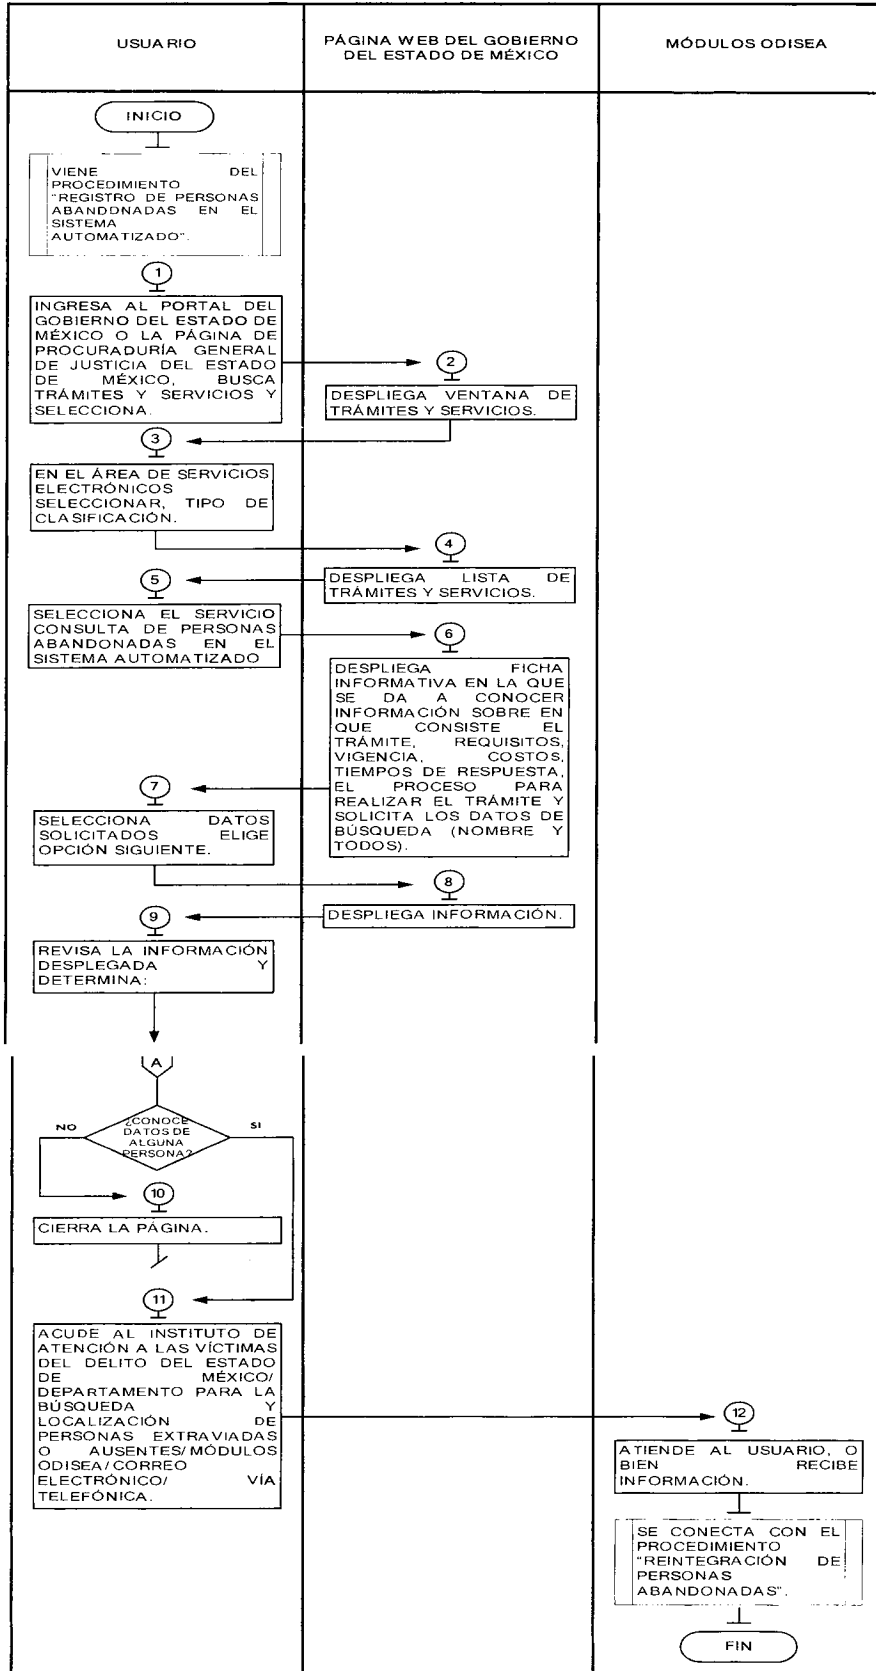 USUARIO
PÁGINA WEB DEL GOBIERNO
DEL ESTADO DE MÉXICO
MÓDULOS ODISEA
INICIO
VIENE DEL
PROCEDIMIENTO
"REGISTRO DE PERSONAS
ABANDONADAS EN EL
SISTEMA
AUTOMATIZADO".
1
INGRESA AL PORTAL DEL
GOBIERNO DEL ESTADO DE
MÉXICO O LA PÁGINA DE
PROCURADURÍA GENERAL
DE JUSTICIA DEL ESTADO
DE MÉXICO, BUSCA
TRÁMITES Y SERVICIOS Y
SELECCIONA.
2
DESPLIEGA VENTANA DE
TRÁMITES Y SERVICIOS.
3
EN EL ÁREA DE SERVICIOS
ELECTRÓNICOS
SELECCIONAR, TIPO DE
CLASIFICACIÓN.
4
DESPLIEGA LISTA DE
TRÁMITES Y SERVICIOS.
5
SELECCIONA EL SERVICIO
CONSULTA DE PERSONAS
ABANDONADAS EN EL
SISTEMA AUTOMATIZADO
6
DESPLIEGA FICHA
INFORMATIVA EN LA QUE
SE DA A CONOCER
INFORMACIÓN SOBRE EN
QUE CONSISTE EL
TRÁMITE, REQUISITOS,
VIGENCIA, COSTOS,
TIEMPOS DE RESPUESTA,
EL PROCESO PARA
REALIZAR EL TRÁMITE Y
SOLICITA LOS DATOS DE
BÚSQUEDA (NOMBRE Y
TODOS).
7
SELECCIONA DATOS
SOLICITADOS ELIGE
OPCIÓN SIGUIENTE.
8
DESPLIEGA INFORMACIÓN.
9
REVISA LA INFORMACIÓN
DESPLEGADA Y
DETERMINA:
A
¿CONOCE
DATOS DE
ALGUNA
PERSONA?
NO
SI
10
CIERRA LA PÁGINA.
11
ACUDE AL INSTITUTO DE
ATENCIÓN A LAS VÍCTIMAS
DEL DELITO DEL ESTADO
DE MÉXICO/
DEPARTAMENTO PARA LA
BÚSQUEDA Y
LOCALIZACIÓN DE
PERSONAS EXTRAVIADAS
O AUSENTES/MÓDULOS
ODISEA/CORREO
ELECTRÓNICO/ VÍA
TELEFÓNICA.
12
ATIENDE AL USUARIO, O
BIEN RECIBE
INFORMACIÓN.
SE CONECTA CON EL
PROCEDIMIENTO
"REINTEGRACIÓN DE
PERSONAS
ABANDONADAS".
FIN